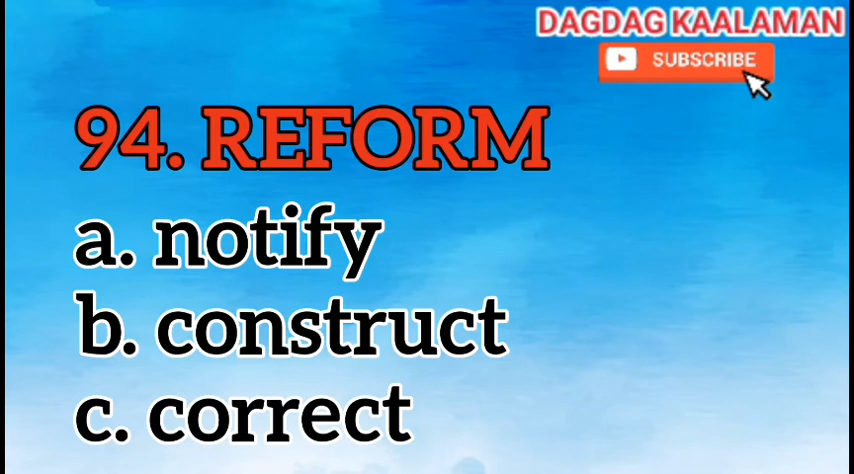 DAGDAG KAALAMAN
SUBSCRIBE
94. REFORM
a. notify
b. construct
c. correct